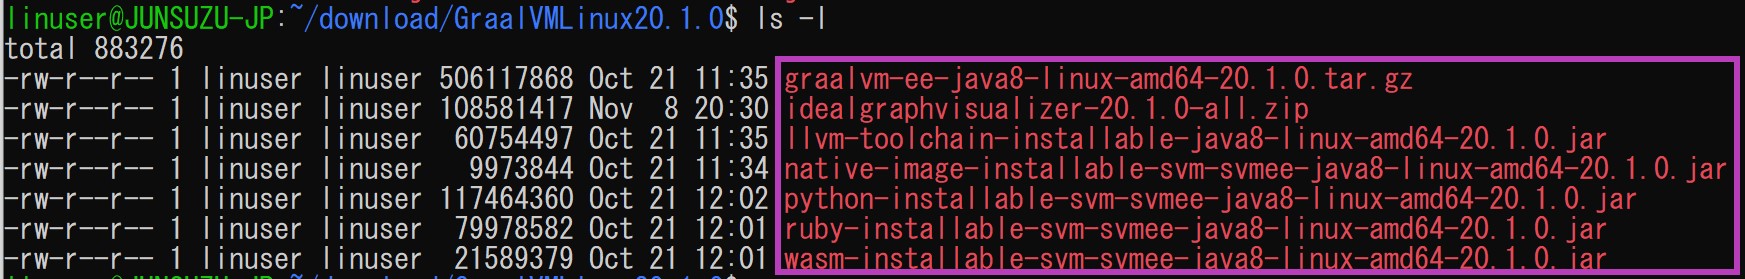 linuser@JUNSUZU-JP:~/download/GraalVMLinux20.1.0$ ls -l
total 883276
-rw-r--r-- 1 linuser linuser 506117868 Oct 21 11:35 graalvm-ee-java8-linux-amd64-20.1.0.tar.gz
-rw-r--r-- 1 linuser linuser 108581417 Nov  8 20:30 idealgraphvisualizer-20.1.0-all.zip
-rw-r--r-- 1 linuser linuser  60754497 Oct 21 11:35 llvm-toolchain-installable-java8-linux-amd64-20.1.0.jar
-rw-r--r-- 1 linuser linuser   9973844 Oct 21 11:34 native-image-installable-svm-svmee-java8-linux-amd64-20.1.0.jar
-rw-r--r-- 1 linuser linuser 117464360 Oct 21 12:02 python-installable-svm-svmee-java8-linux-amd64-20.1.0.jar
-rw-r--r-- 1 linuser linuser  79978582 Oct 21 12:01 ruby-installable-svm-svmee-java8-linux-amd64-20.1.0.jar
-rw-r--r-- 1 linuser linuser  21589379 Oct 21 12:01 wasm-installable-svm-svmee-java8-linux-amd64-20.1.0.jar